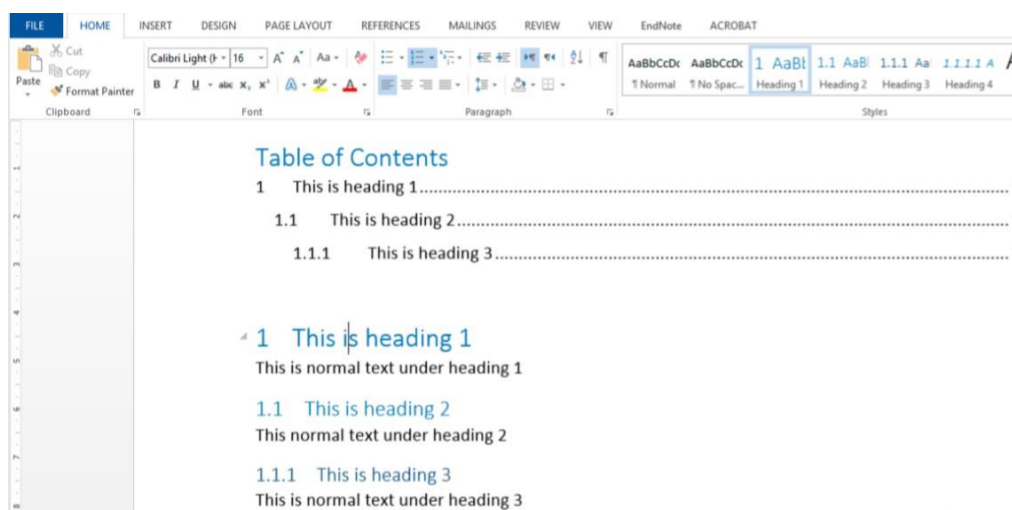 FILE HOME INSERT DESIGN PAGE LAYOUT REFERENCES MAILINGS REVIEW VIEW EndNote ACROBAT
Cut
Copy
Format Painter
Paste
Clipboard
Calibri Light (H 16 Aa
B I U abc X₂ X² A
Font
Paragraph
AaBbCcDc AaBbCcDc 1 AaBb 1.1 AaB 1.1.1 Aa 1.1.1.1 A
¶ Normal ¶ No Spac... Heading 1 Heading 2 Heading 3 Heading 4
Styles
Table of Contents
1 This is heading 1
1.1 This is heading 2
1.1.1 This is heading 3
1 This is heading 1
This is normal text under heading 1
1.1 This is heading 2
This normal text under heading 2
1.1.1 This is heading 3
This is normal text under heading 3